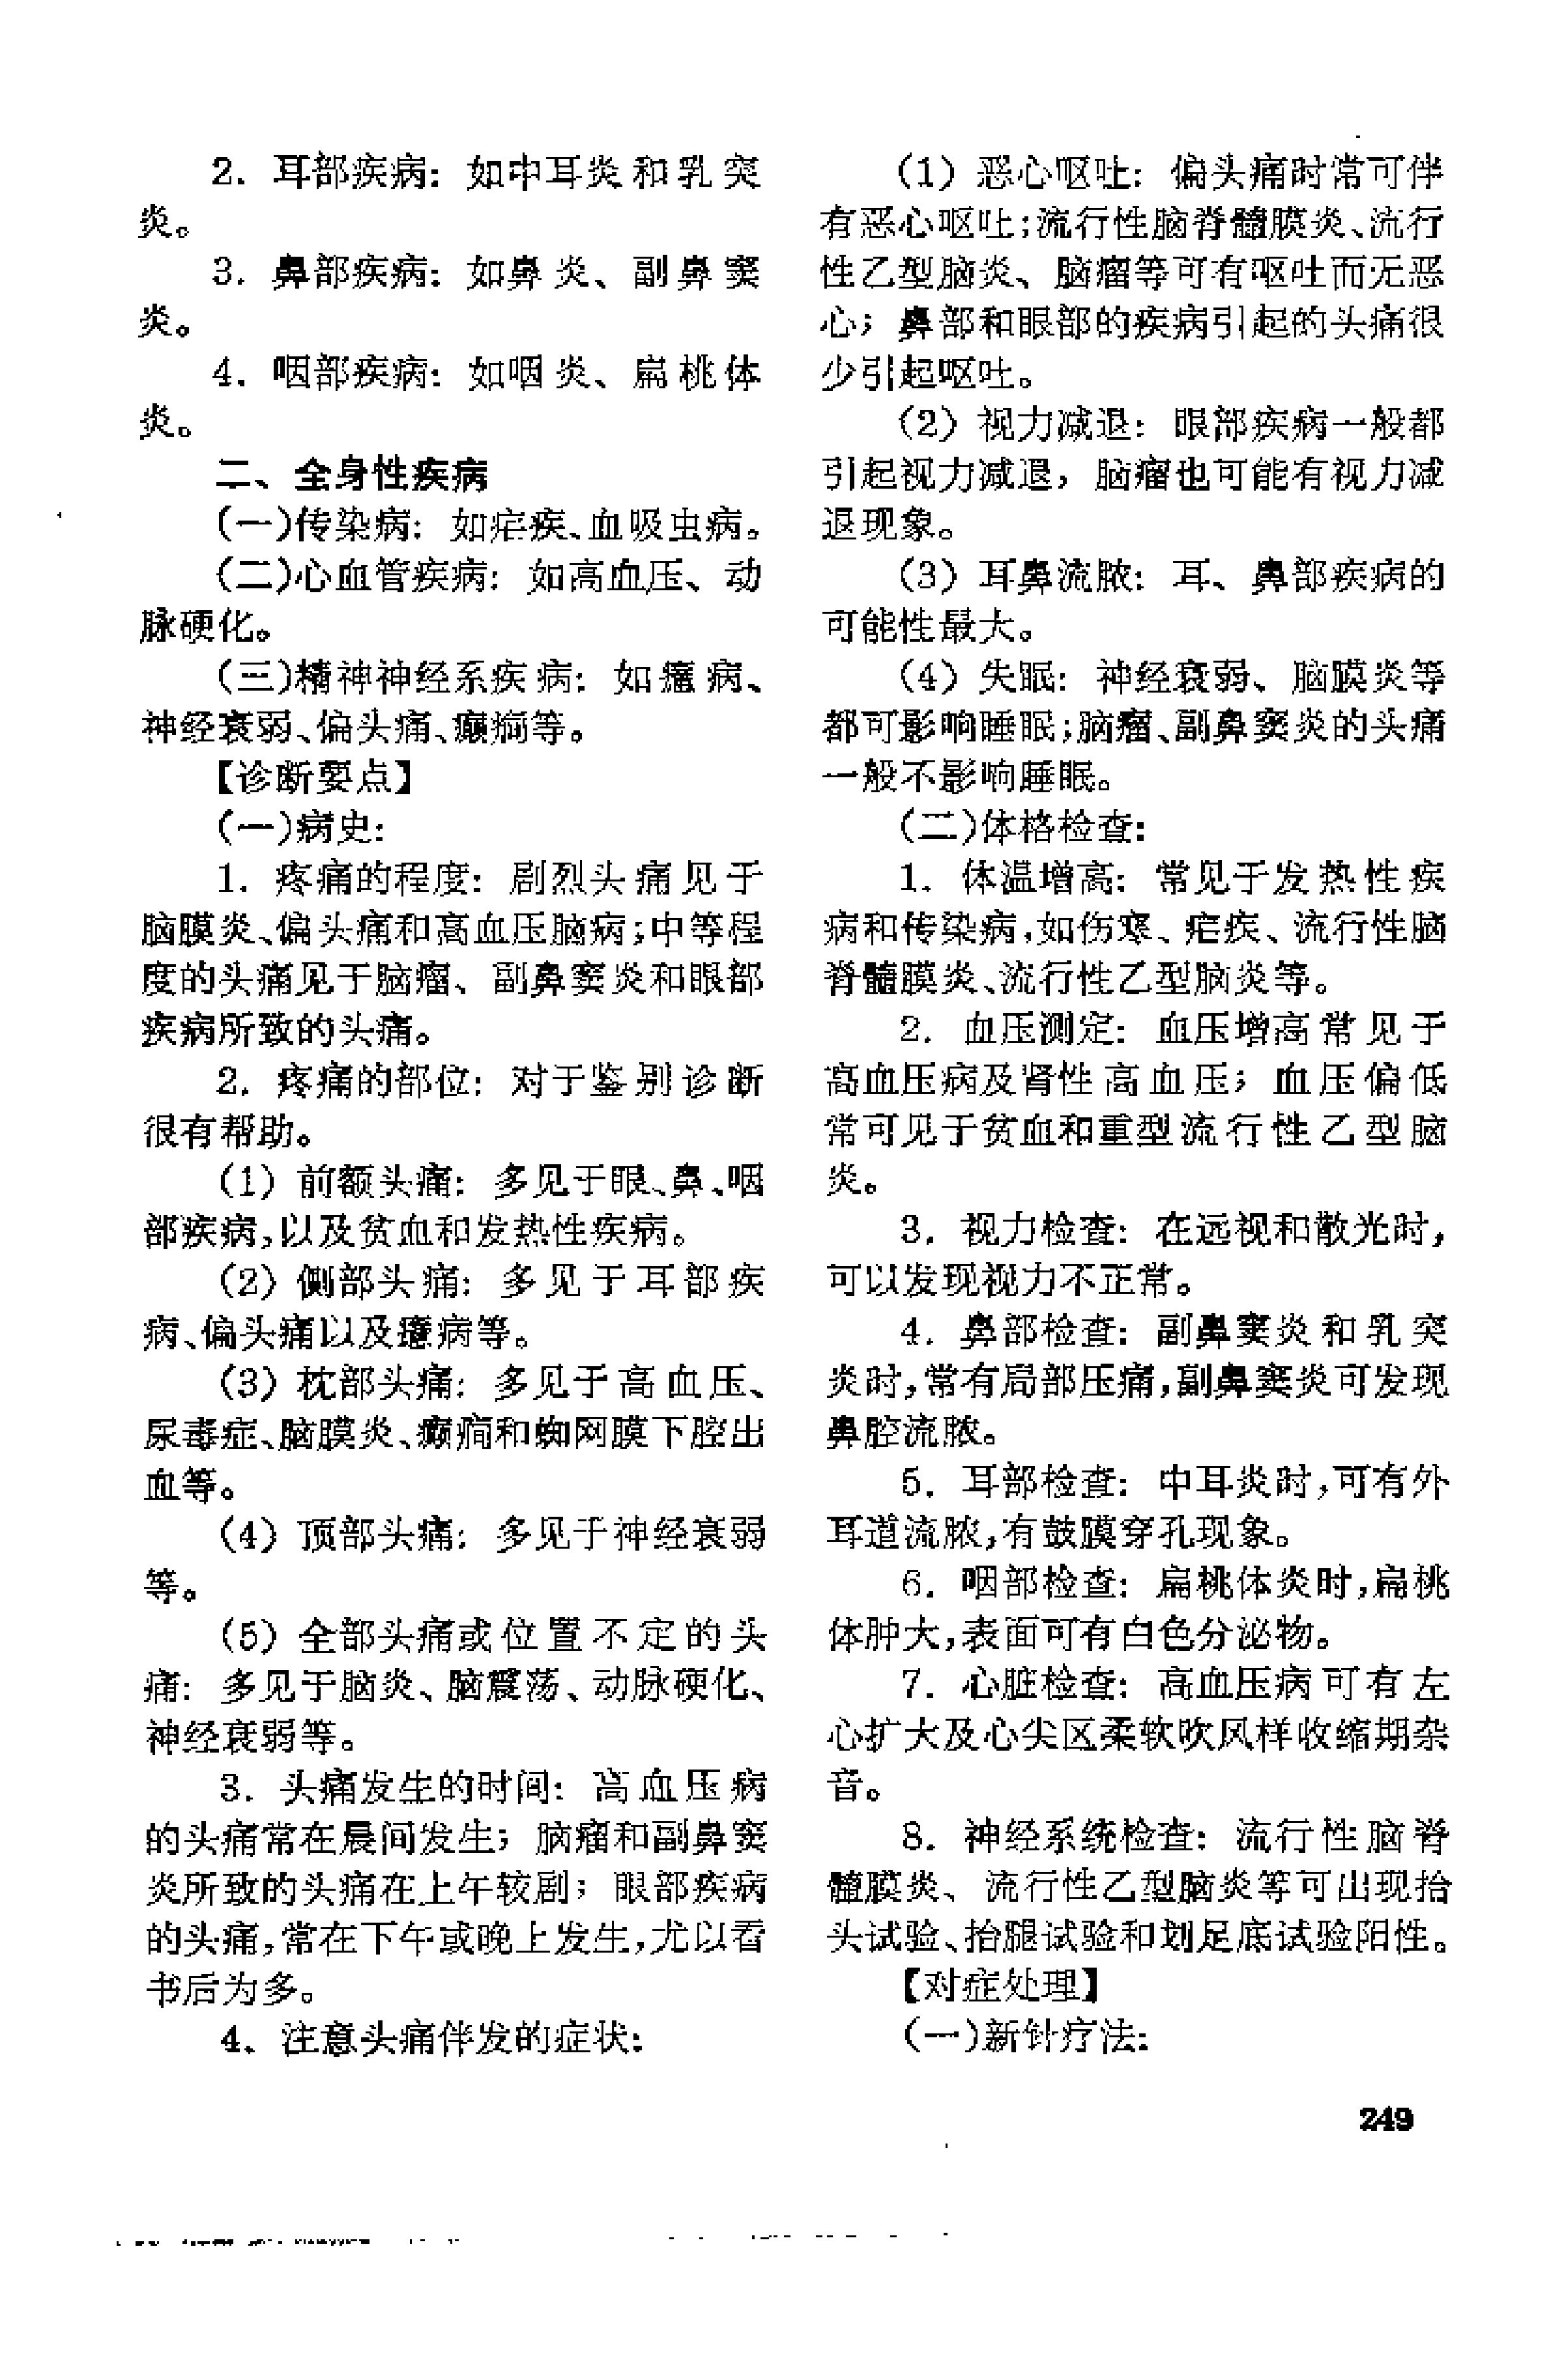 2. 耳部疾病：如中耳炎和乳突
炎。
3. 鼻部疾病：如鼻炎、副鼻窦
炎。
4. 咽部疾病：如咽炎、扁桃体
炎。
二、全身性疾病
(一)传染病：如疟疾、血吸虫病。
(二)心血管疾病：如高血压、动
脉硬化。
(三)精神神经系疾病：如癔病、
神经衰弱、偏头痛、癫痫等。
【诊断要点】
(一)病史：
1. 疼痛的程度：剧烈头痛见于
脑膜炎、偏头痛和高血压脑病；中等程
度的头痛见于脑瘤、副鼻窦炎和眼部
疾病所致的头痛。
2. 疼痛的部位：对于鉴别诊断
很有帮助。
(1) 前额头痛：多见于眼、鼻、咽
部疾病，以及贫血和发热性疾病。
(2) 侧部头痛：多见于耳部疾
病、偏头痛以及癔病等。
(3) 枕部头痛：多见于高血压、
尿毒症、脑膜炎、癫痫和蜘网膜下腔出
血等。
(4) 顶部头痛：多见于神经衰弱
等。
(5) 全部头痛或位置不定的头
痛：多见于脑炎、脑震荡、动脉硬化、
神经衰弱等。
3. 头痛发生的时间：高血压病
的头痛常在晨间发生；脑瘤和副鼻窦
炎所致的头痛在上午较剧；眼部疾病
的头痛，常在下午或晚上发生，尤以看
书后为多。
4. 注意头痛伴发的症状：
(1) 恶心呕吐：偏头痛时常可伴
有恶心呕吐；流行性脑脊髓膜炎、流行
性乙型脑炎、脑瘤等可有呕吐而无恶
心；鼻部和眼部的疾病引起的头痛很
少引起呕吐。
(2) 视力减退：眼部疾病一般都
引起视力减退，脑瘤也可能有视力减
退现象。
(3) 耳鼻流脓：耳、鼻部疾病的
可能性最大。
(4) 失眠：神经衰弱、脑膜炎等
都可影响睡眠；脑瘤、副鼻窦炎的头痛
一般不影响睡眠。
(二)体格检查：
1. 体温增高：常见于发热性疾
病和传染病，如伤寒、疟疾、流行性脑
脊髓膜炎、流行性乙型脑炎等。
2. 血压测定：血压增高常见于
高血压病及肾性高血压；血压偏低
常可见于贫血和重型流行性乙型脑
炎。
3. 视力检查：在远视和散光时，
可以发现视力不正常。
4. 鼻部检查：副鼻窦炎和乳突
炎时，常有局部压痛，副鼻窦炎可发现
鼻腔流脓。
5. 耳部检查：中耳炎时，可有外
耳道流脓，有鼓膜穿孔现象。
6. 咽部检查：扁桃体炎时，扁桃
体肿大，表面可有白色分泌物。
7. 心脏检查：高血压病可有左
心扩大及心尖区柔软吹风样收缩期杂
音。
8. 神经系统检查：流行性脑脊
髓膜炎、流行性乙型脑炎等可出现抬
头试验、抬腿试验和划足底试验阳性。
【对症处理】
(一)新针疗法：
249